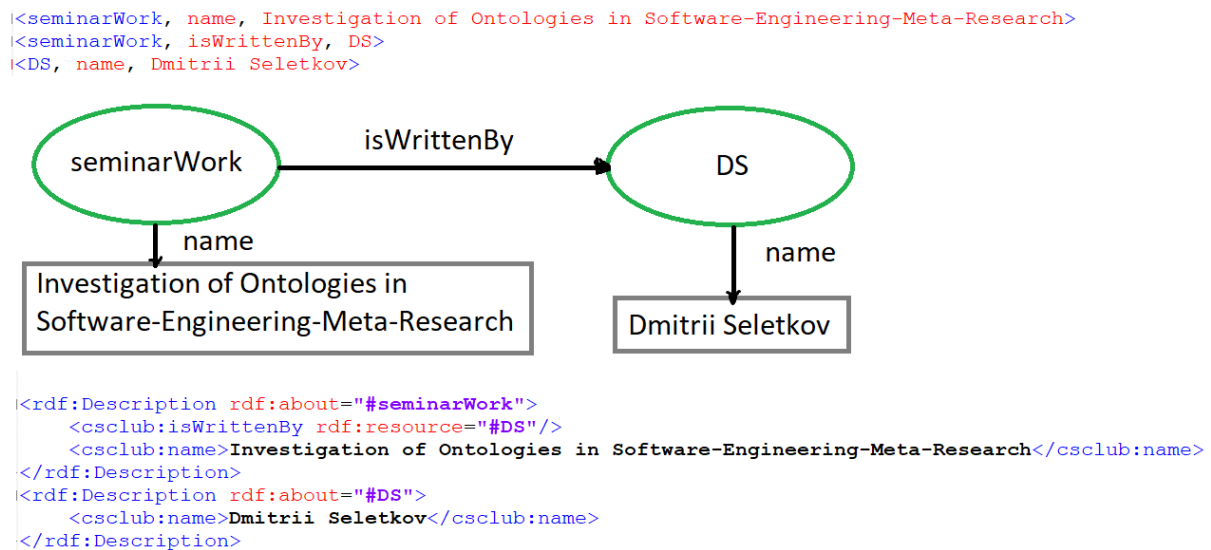 <seminarWork, name, Investigation of Ontologies in Software-Engineering-Meta-Research>
<seminarWork, isWrittenBy, DS>
<DS, name, Dmitrii Seletkov>
isWrittenBy
seminarWork
DS
name
name
Investigation of Ontologies in
Software-Engineering-Meta-Research
Dmitrii Seletkov
<rdf:Description rdf:about="#seminarWork">
    <csclub:isWrittenBy rdf:resource="#DS"/>
    <csclub:name>Investigation of Ontologies in Software-Engineering-Meta-Research</csclub:name>
</rdf:Description>
<rdf:Description rdf:about="#DS">
    <csclub:name>Dmitrii Seletkov</csclub:name>
</rdf:Description>